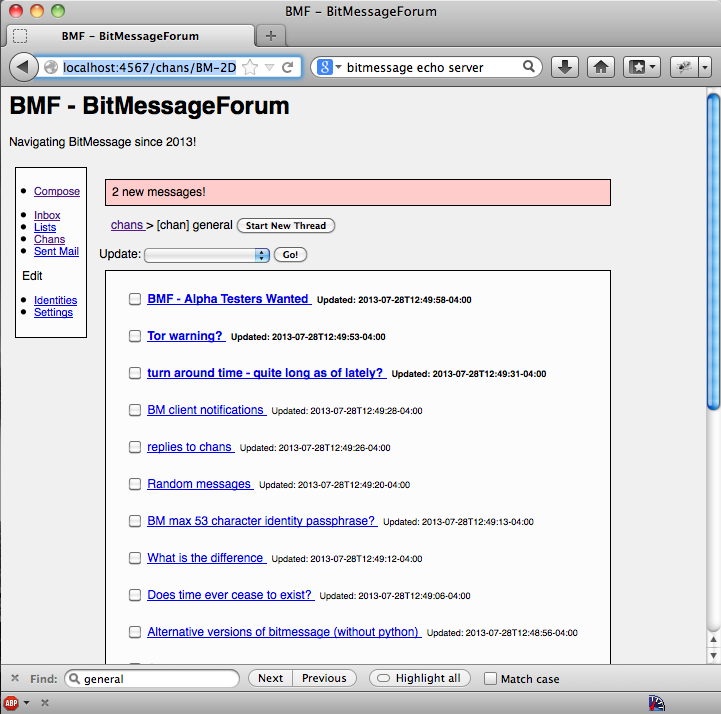 BMF - BitMessageForum
BMF - BitMessageForum
localhost:4567/chans/BM-2D
bitmessage echo server
BMF - BitMessageForum
Navigating BitMessage since 2013!
Compose
Inbox
Lists
Chans
Sent Mail
Edit
Identities
Settings
2 new messages!
chans > [chan] general Start New Thread
Update: Go!
BMF - Alpha Testers Wanted Updated: 2013-07-28T12:49:58-04:00
Tor warning? Updated: 2013-07-28T12:49:53-04:00
turn around time - quite long as of lately? Updated: 2013-07-28T12:49:31-04:00
BM client notifications Updated: 2013-07-28T12:49:28-04:00
replies to chans Updated: 2013-07-28T12:49:26-04:00
Random messages Updated: 2013-07-28T12:49:20-04:00
BM max 53 character identity passphrase? Updated: 2013-07-28T12:49:13-04:00
What is the difference Updated: 2013-07-28T12:49:12-04:00
Does time ever cease to exist? Updated: 2013-07-28T12:49:06-04:00
Alternative versions of bitmessage (without python) Updated: 2013-07-28T12:48:56-04:00
Find: general Next Previous Highlight all Match case
ABP